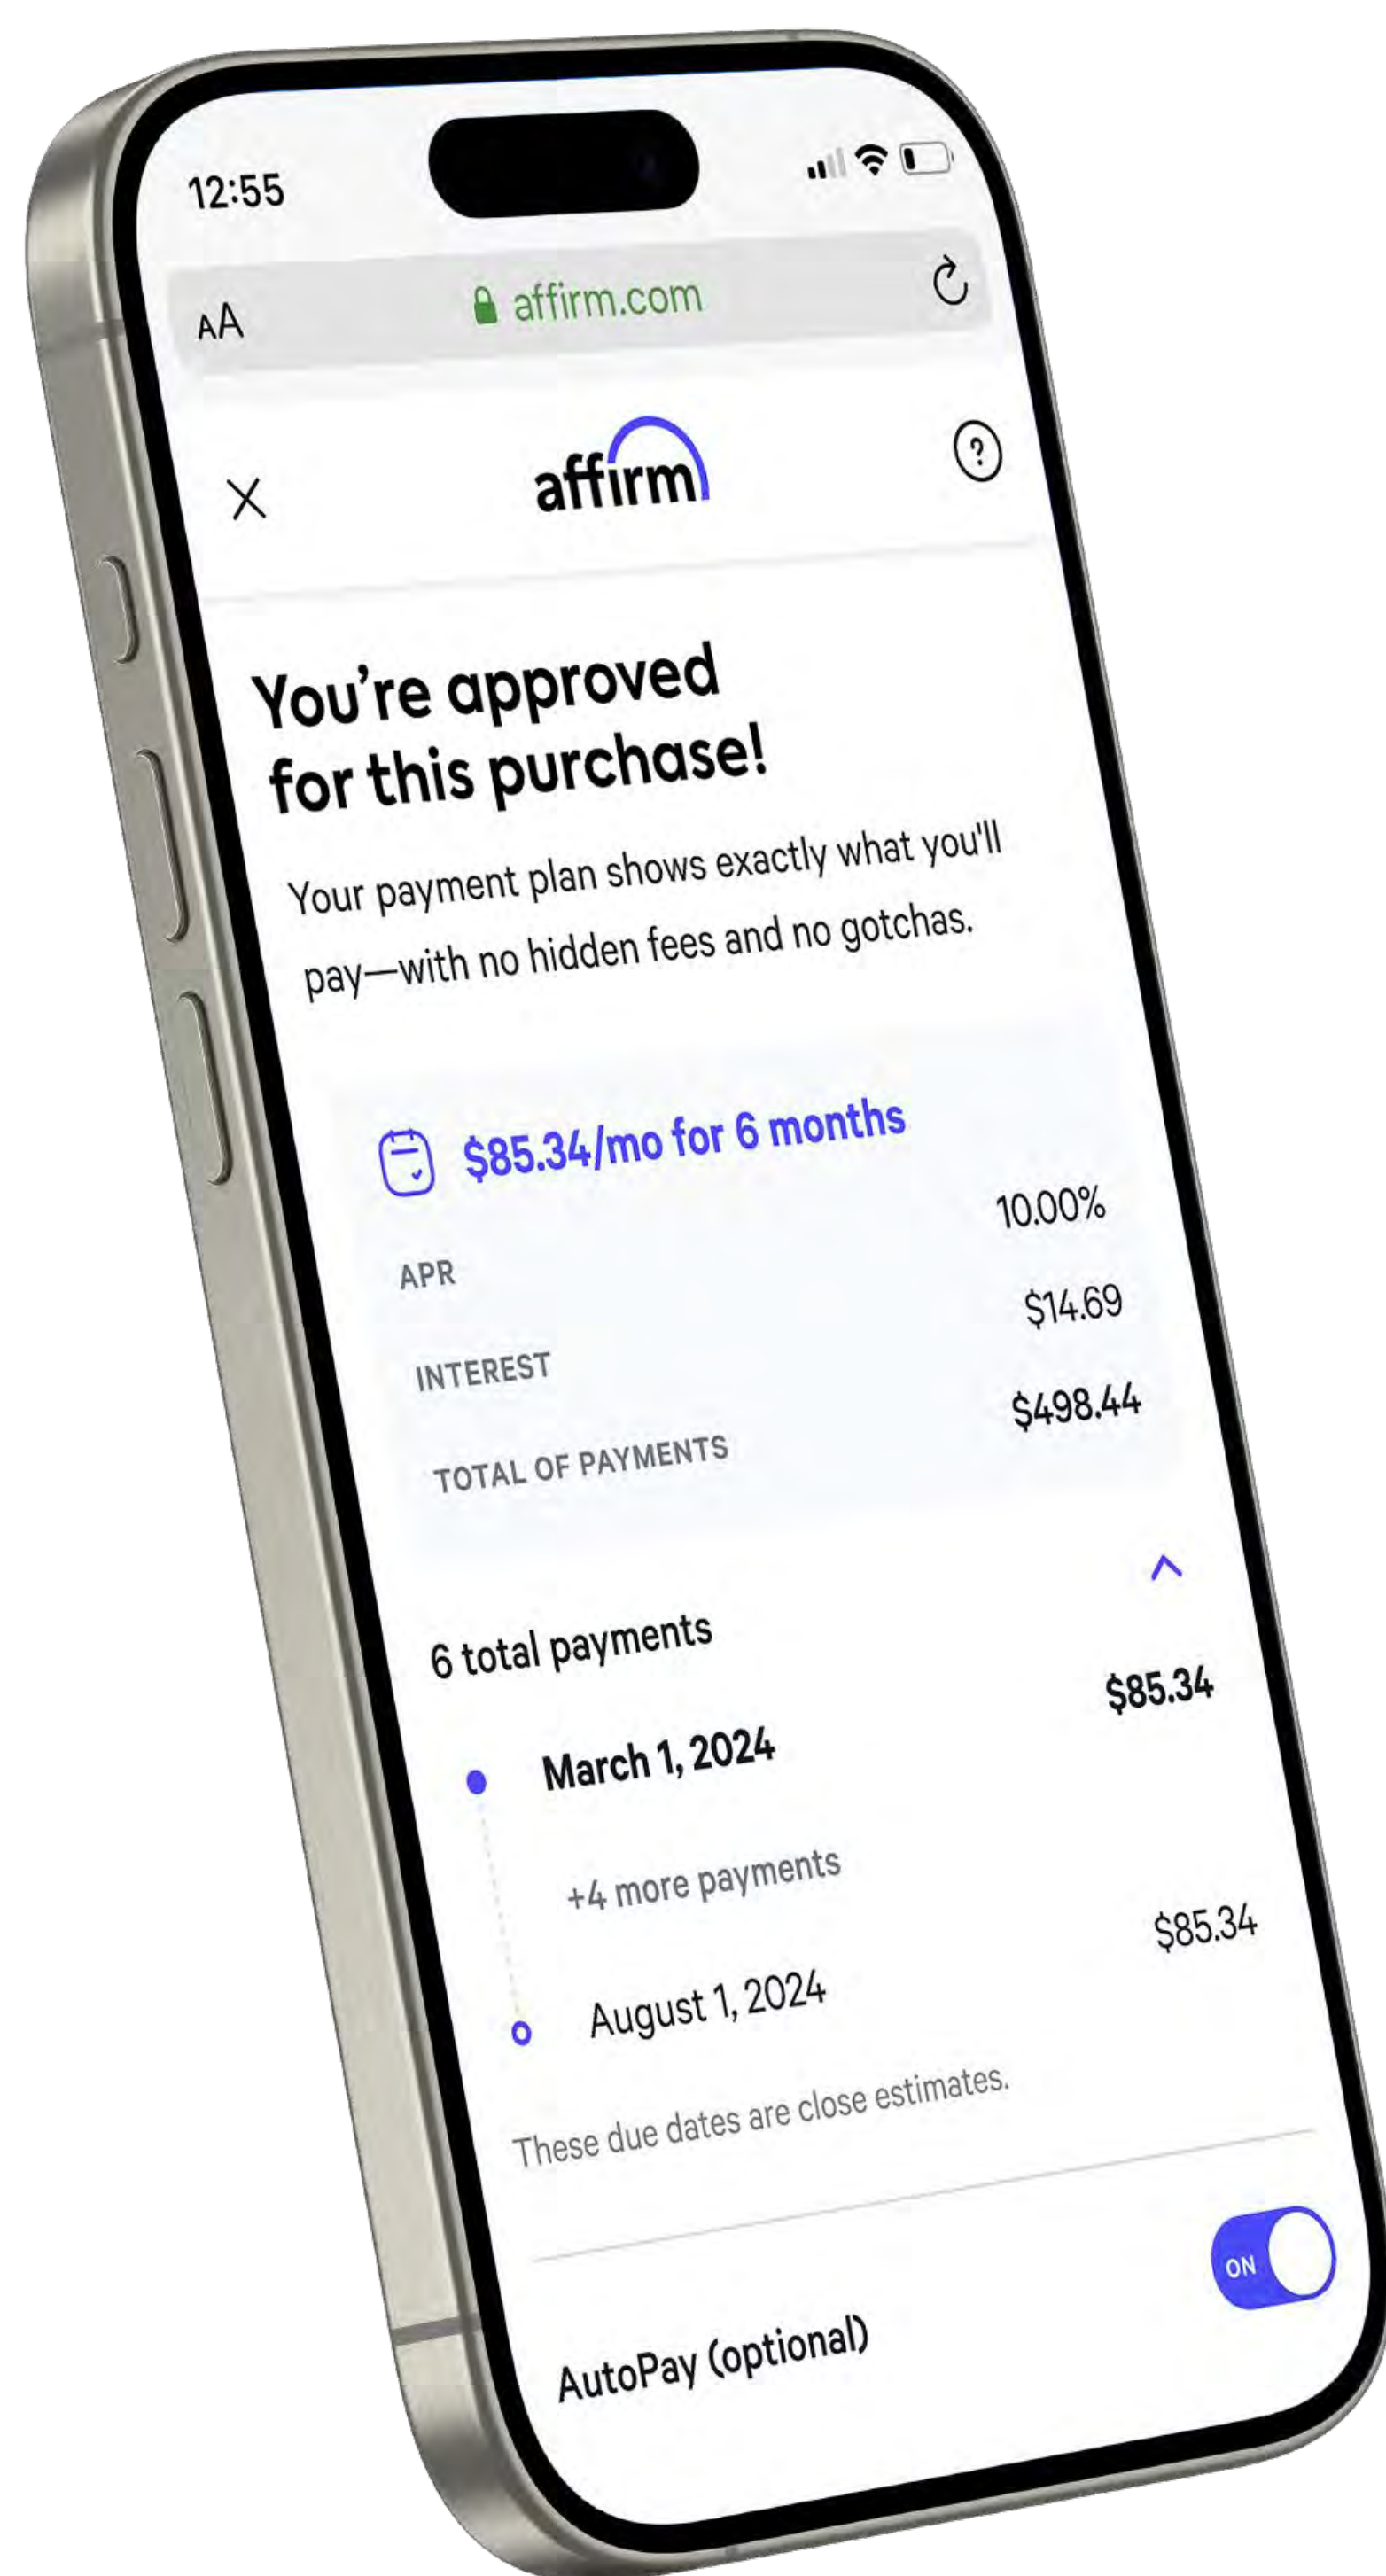 12:55
AA affirm.com
affirm
?
You're approved
for this purchase!
Your payment plan shows exactly what you'll
pay—with no hidden fees and no gotchas.
$85.34/mo for 6 months
APR 10.00%
INTEREST $14.69
TOTAL OF PAYMENTS $498.44
6 total payments
March 1, 2024 $85.34
+4 more payments
August 1, 2024 $85.34
These due dates are close estimates.
AutoPay (optional) ON